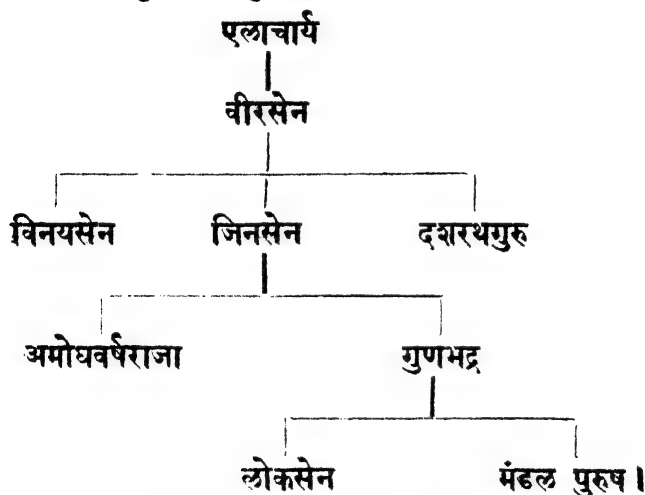 एलाचार्य
वीरसेन
विनयसेन जिनसेन दशरथगुरु
अमोघवर्षराजा गुणभद्र
लोकसेन मंडल पुरुष ।